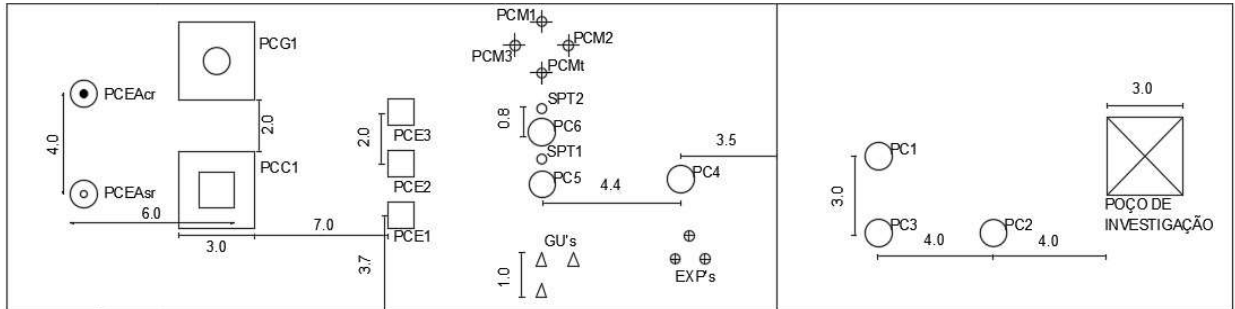 PCG1
PCEAcr
4.0
2.0
PCC1
PCEAsr
6.0
3.0
7.0
PCE3
2.0
PCE2
PCE1
3.7
PCM1
PCM2
PCM3
PCMt
SPT2
0.8
PC6
SPT1
PC5
4.4
PC4
3.5
GU's
1.0
EXP's
3.0
PC1
3.0
PC3
4.0
PC2
4.0
POÇO DE
INVESTIGAÇÃO